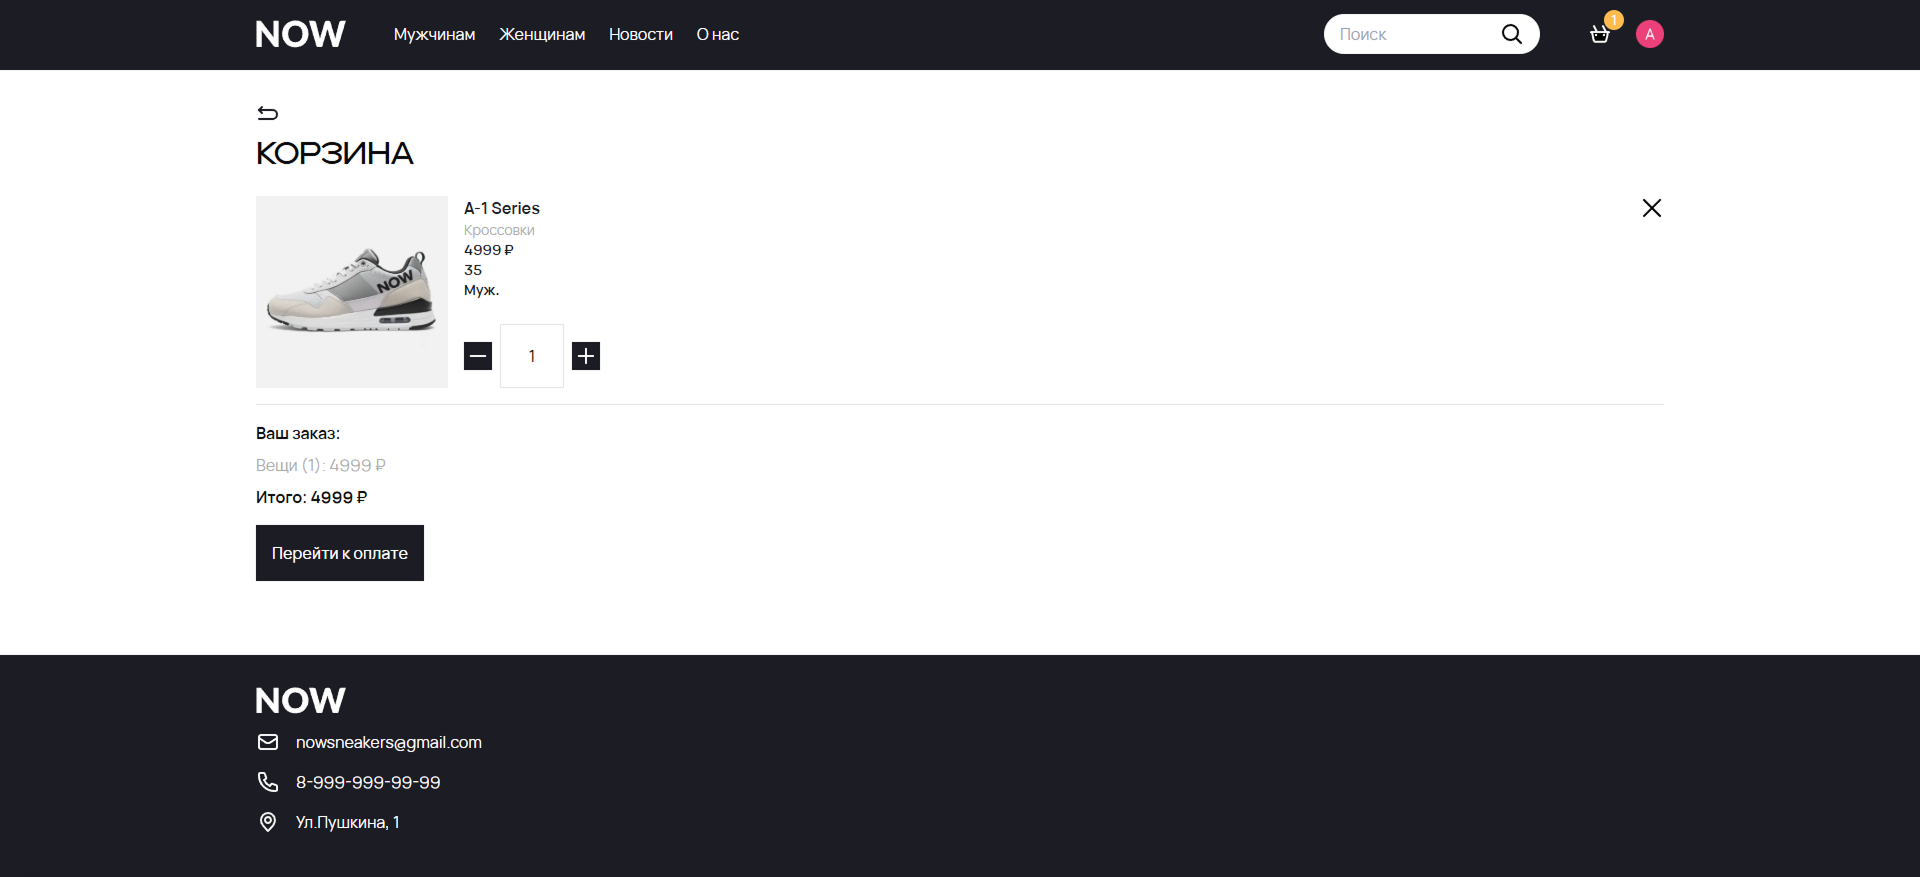 NOW
Мужчинам Женщинам Новости О нас
Поиск
1
A
КОРЗИНА
NOW
A-1 Series
Кроссовки
4999 ₽
35
Муж.
1
Ваш заказ:
Вещи (1): 4999 ₽
Итого: 4999 ₽
Перейти к оплате
NOW
nowsneakers@gmail.com
8-999-999-99-99
Ул.Пушкина, 1